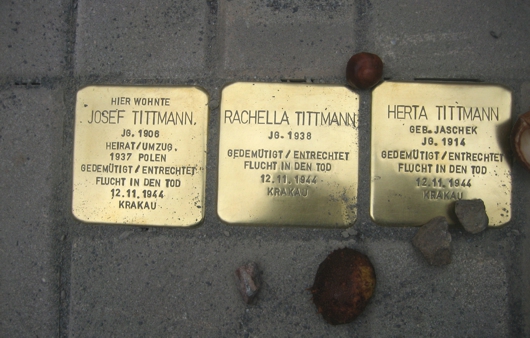 HIER WOHNTE
JOSEF TITTMANN
JG. 1906
HEIRAT/UMZUG.
1937 POLEN
GEDEMÜTIGT/ENTRECHTET
FLUCHT IN DEN TOD
12.11.1944
KRAKAU
RACHELLA TITTMANN
JG. 1938
GEDEMÜTIGT/ENTRECHTET
FLUCHT IN DEN TOD
12.11.1944
KRAKAU
HERTA TITTMANN
GEB. JASCHEK
JG. 1914
GEDEMÜTIGT/ENTRECHTET
FLUCHT IN DEN TOD
12.11.1944
KRAKAU